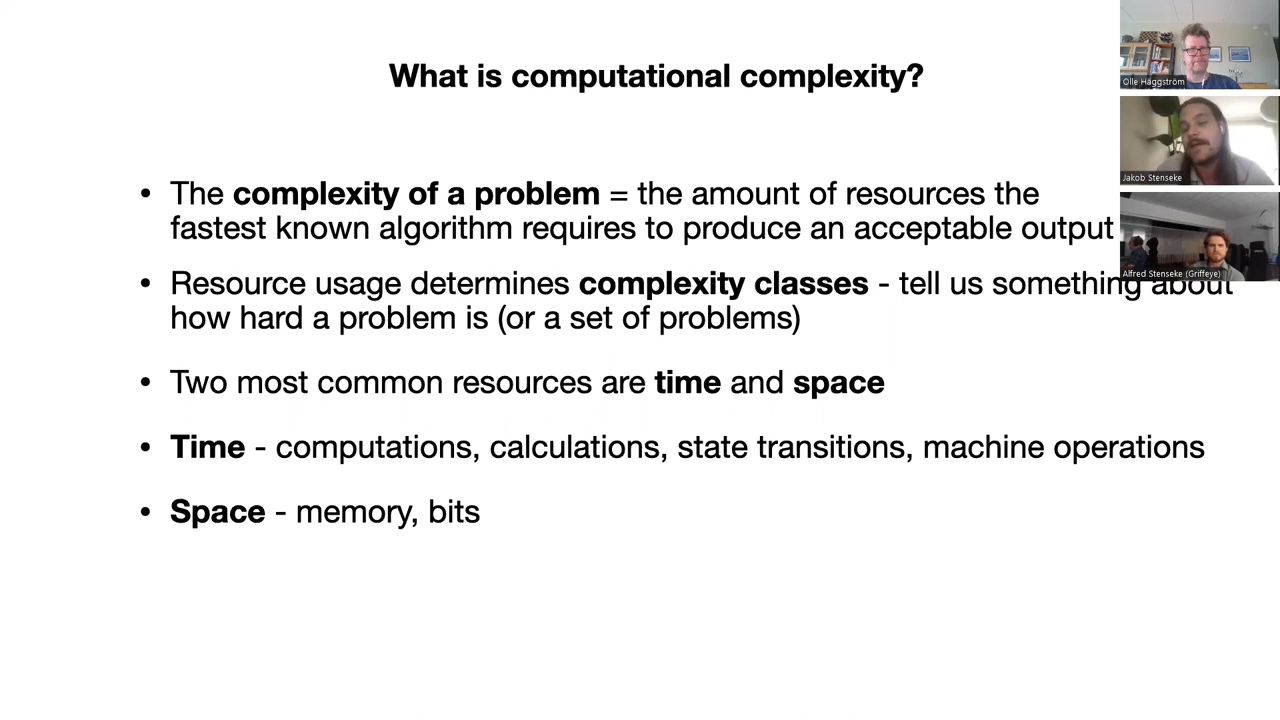 What is computational complexity?
• The complexity of a problem = the amount of resources the
fastest known algorithm requires to produce an acceptable output
• Resource usage determines complexity classes - tell us something about
how hard a problem is (or a set of problems)
• Two most common resources are time and space
• Time - computations, calculations, state transitions, machine operations
• Space - memory, bits
Olle Häggström
Jakob Stenseke
Alfred Stenseke (Griffeye)